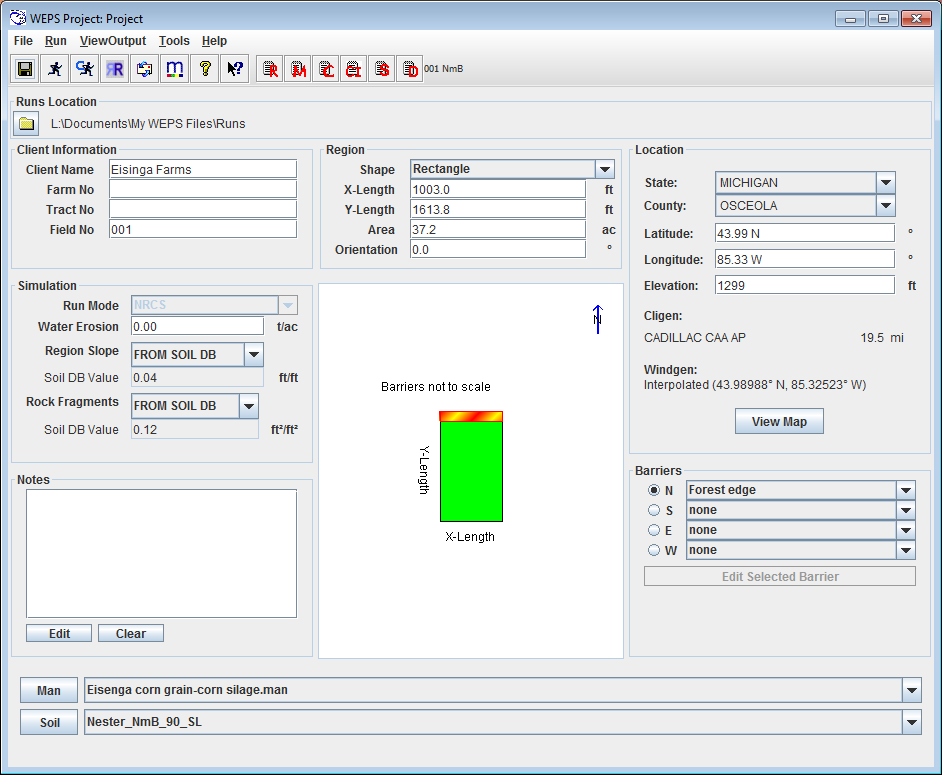 WEPS Project: Project
File Run ViewOutput Tools Help
R m ? ? R M C Ci S D 001 NmB
Runs Location
L:\Documents\My WEPS Files\Runs
Client Information
Client Name Eisinga Farms
Farm No
Tract No
Field No 001
Region
Shape Rectangle
X-Length 1003.0 ft
Y-Length 1613.8 ft
Area 37.2 ac
Orientation 0.0 °
Location
State: MICHIGAN
County: OSCEOLA
Latitude: 43.99 N °
Longitude: 85.33 W °
Elevation: 1299 ft
Cligen:
CADILLAC CAA AP 19.5 mi
Windgen:
Interpolated (43.98988° N, 85.32523° W)
View Map
Simulation
Run Mode NRCS
Water Erosion 0.00 t/ac
Region Slope FROM SOIL DB
Soil DB Value 0.04 ft/ft
Rock Fragments FROM SOIL DB
Soil DB Value 0.12 ft³/ft³
N
Barriers not to scale
Y-Length
X-Length
Barriers
N Forest edge
S none
E none
W none
Edit Selected Barrier
Notes
Edit Clear
Man Eisenga corn grain-corn silage.man
Soil Nester_NmB_90_SL